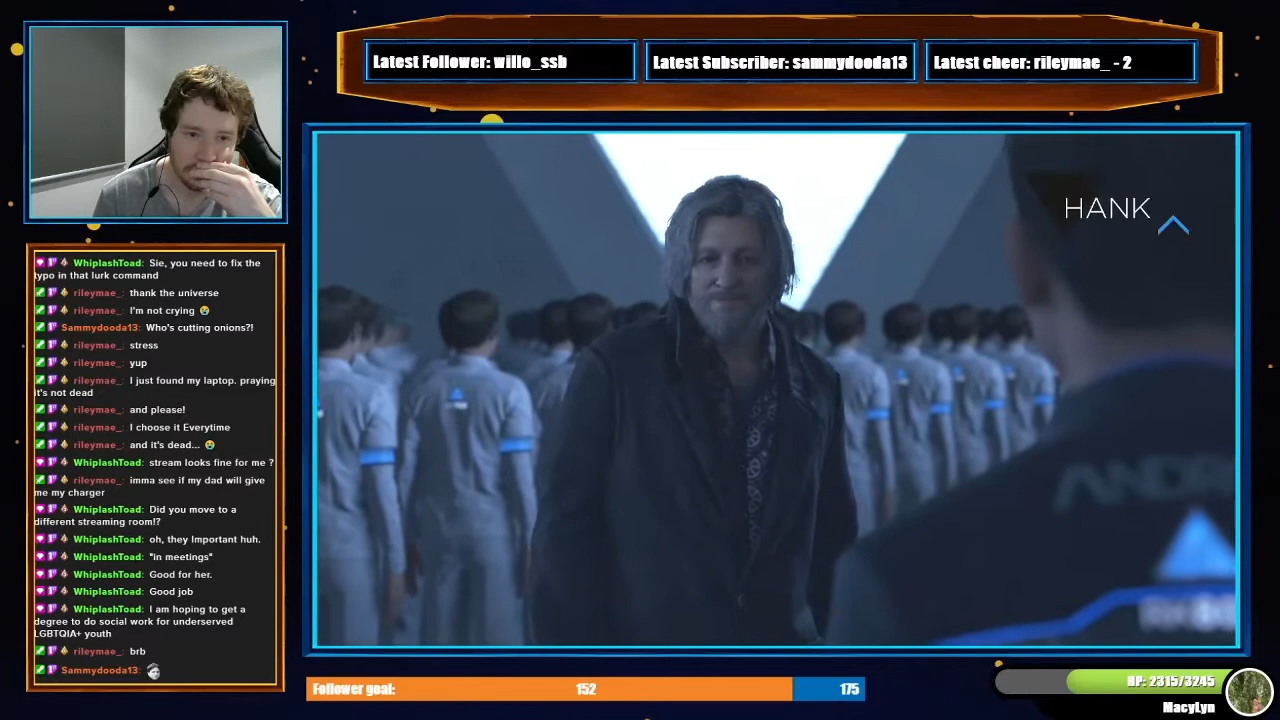 Latest Follower: willo_ssb
Latest Subscriber: sammydooda13
Latest cheer: rileymae_ - 2
HANK
WhiplashToad: Sie, you need to fix the
typo in that lurk command
rileymae_: thank the universe
rileymae_: I'm not crying
Sammydooda13: Who's cutting onions?!
rileymae_: stress
rileymae_: yup
rileymae_: I just found my laptop. praying
it's not dead
rileymae_: and please!
rileymae_: I choose it Everytime
rileymae_: and it's dead...
WhiplashToad: stream looks fine for me ?
rileymae_: imma see if my dad will give
me my charger
WhiplashToad: Did you move to a
different streaming room!?
WhiplashToad: oh, they Important huh.
WhiplashToad: "in meetings"
WhiplashToad: Good for her.
WhiplashToad: Good job
WhiplashToad: I am hoping to get a
degree to do social work for underserved
LGBTQIA+ youth
rileymae_: brb
Sammydooda13:
Follower goal: 152 175
HP: 2315/3245
MacyLyn